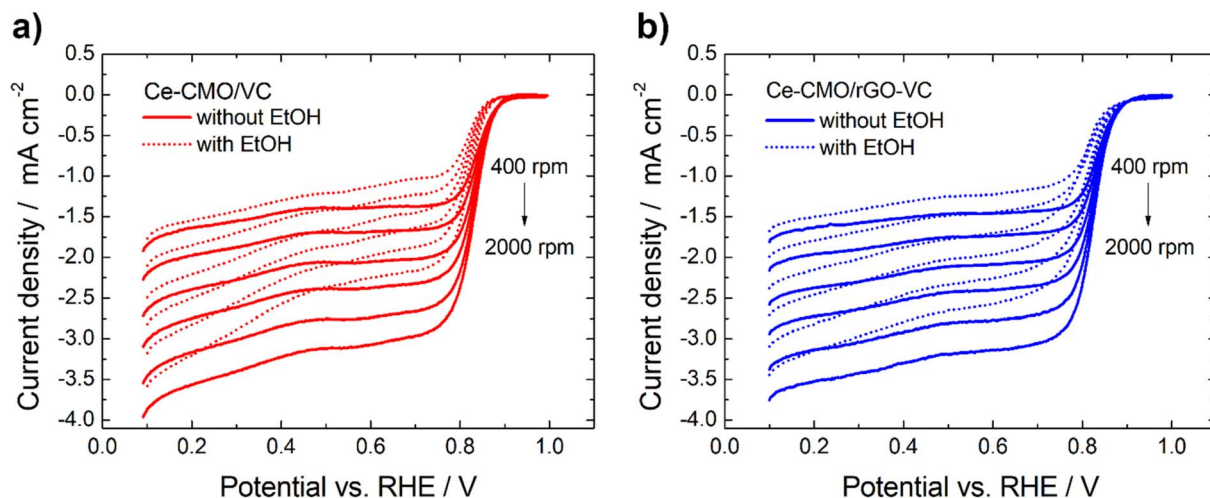 a)
Ce-CMO/VC
without EtOH
with EtOH
400 rpm
2000 rpm
0.5
0.0
-0.5
-1.0
-1.5
-2.0
-2.5
-3.0
-3.5
-4.0
Current density / mA cm⁻²
0.0 0.2 0.4 0.6 0.8 1.0
Potential vs. RHE / V
b)
Ce-CMO/rGO-VC
without EtOH
with EtOH
400 rpm
2000 rpm
0.5
0.0
-0.5
-1.0
-1.5
-2.0
-2.5
-3.0
-3.5
-4.0
Current density / mA cm⁻²
0.0 0.2 0.4 0.6 0.8 1.0
Potential vs. RHE / V